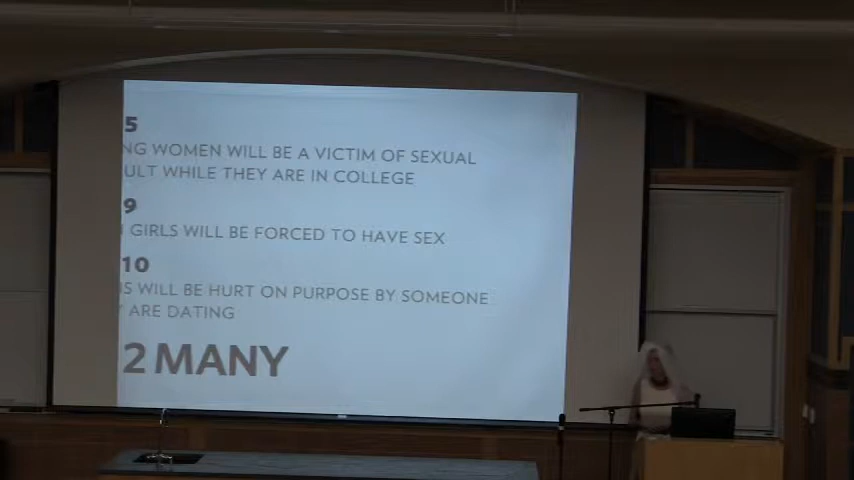 5
NG WOMEN WILL BE A VICTIM OF SEXUAL
ULT WHILE THEY ARE IN COLLEGE
9
GIRLS WILL BE FORCED TO HAVE SEX
10
S WILL BE HURT ON PURPOSE BY SOMEONE
ARE DATING
2 MANY